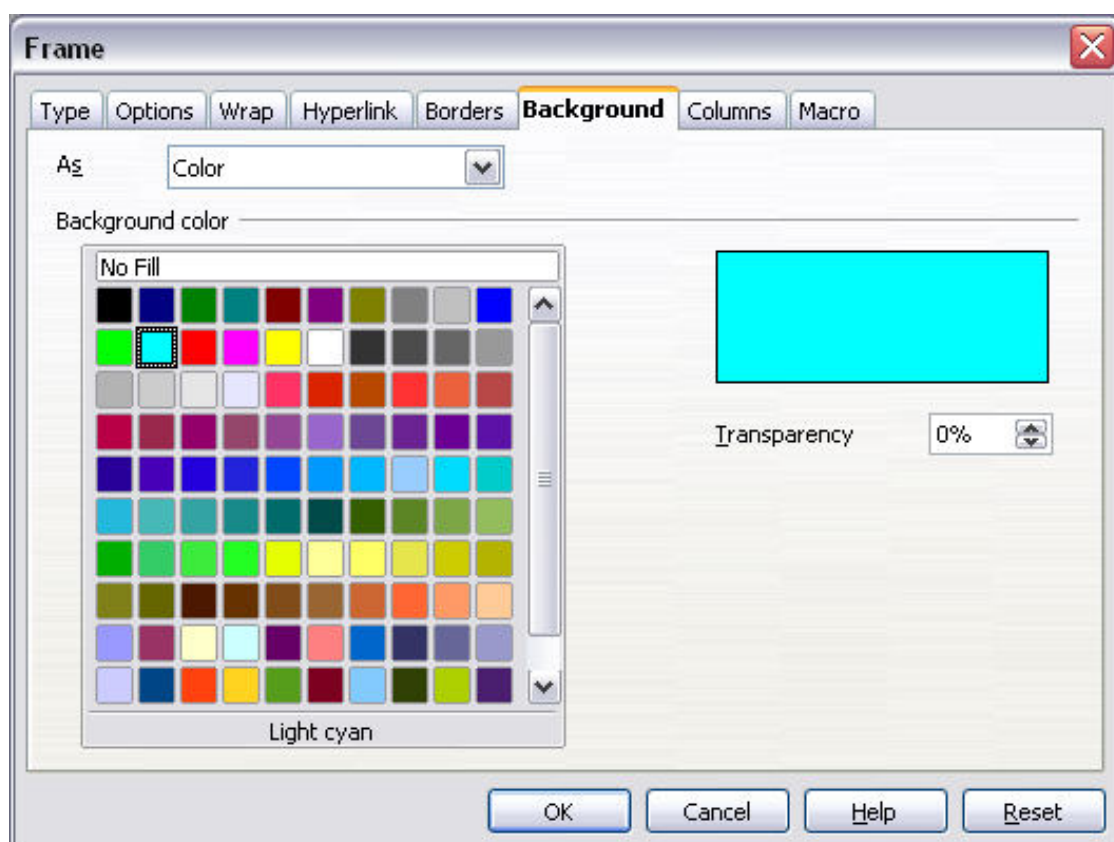 Frame
Type Options Wrap Hyperlink Borders Background Columns Macro
As Color
Background color
No Fill
Transparency 0%
Light cyan
OK Cancel Help Reset